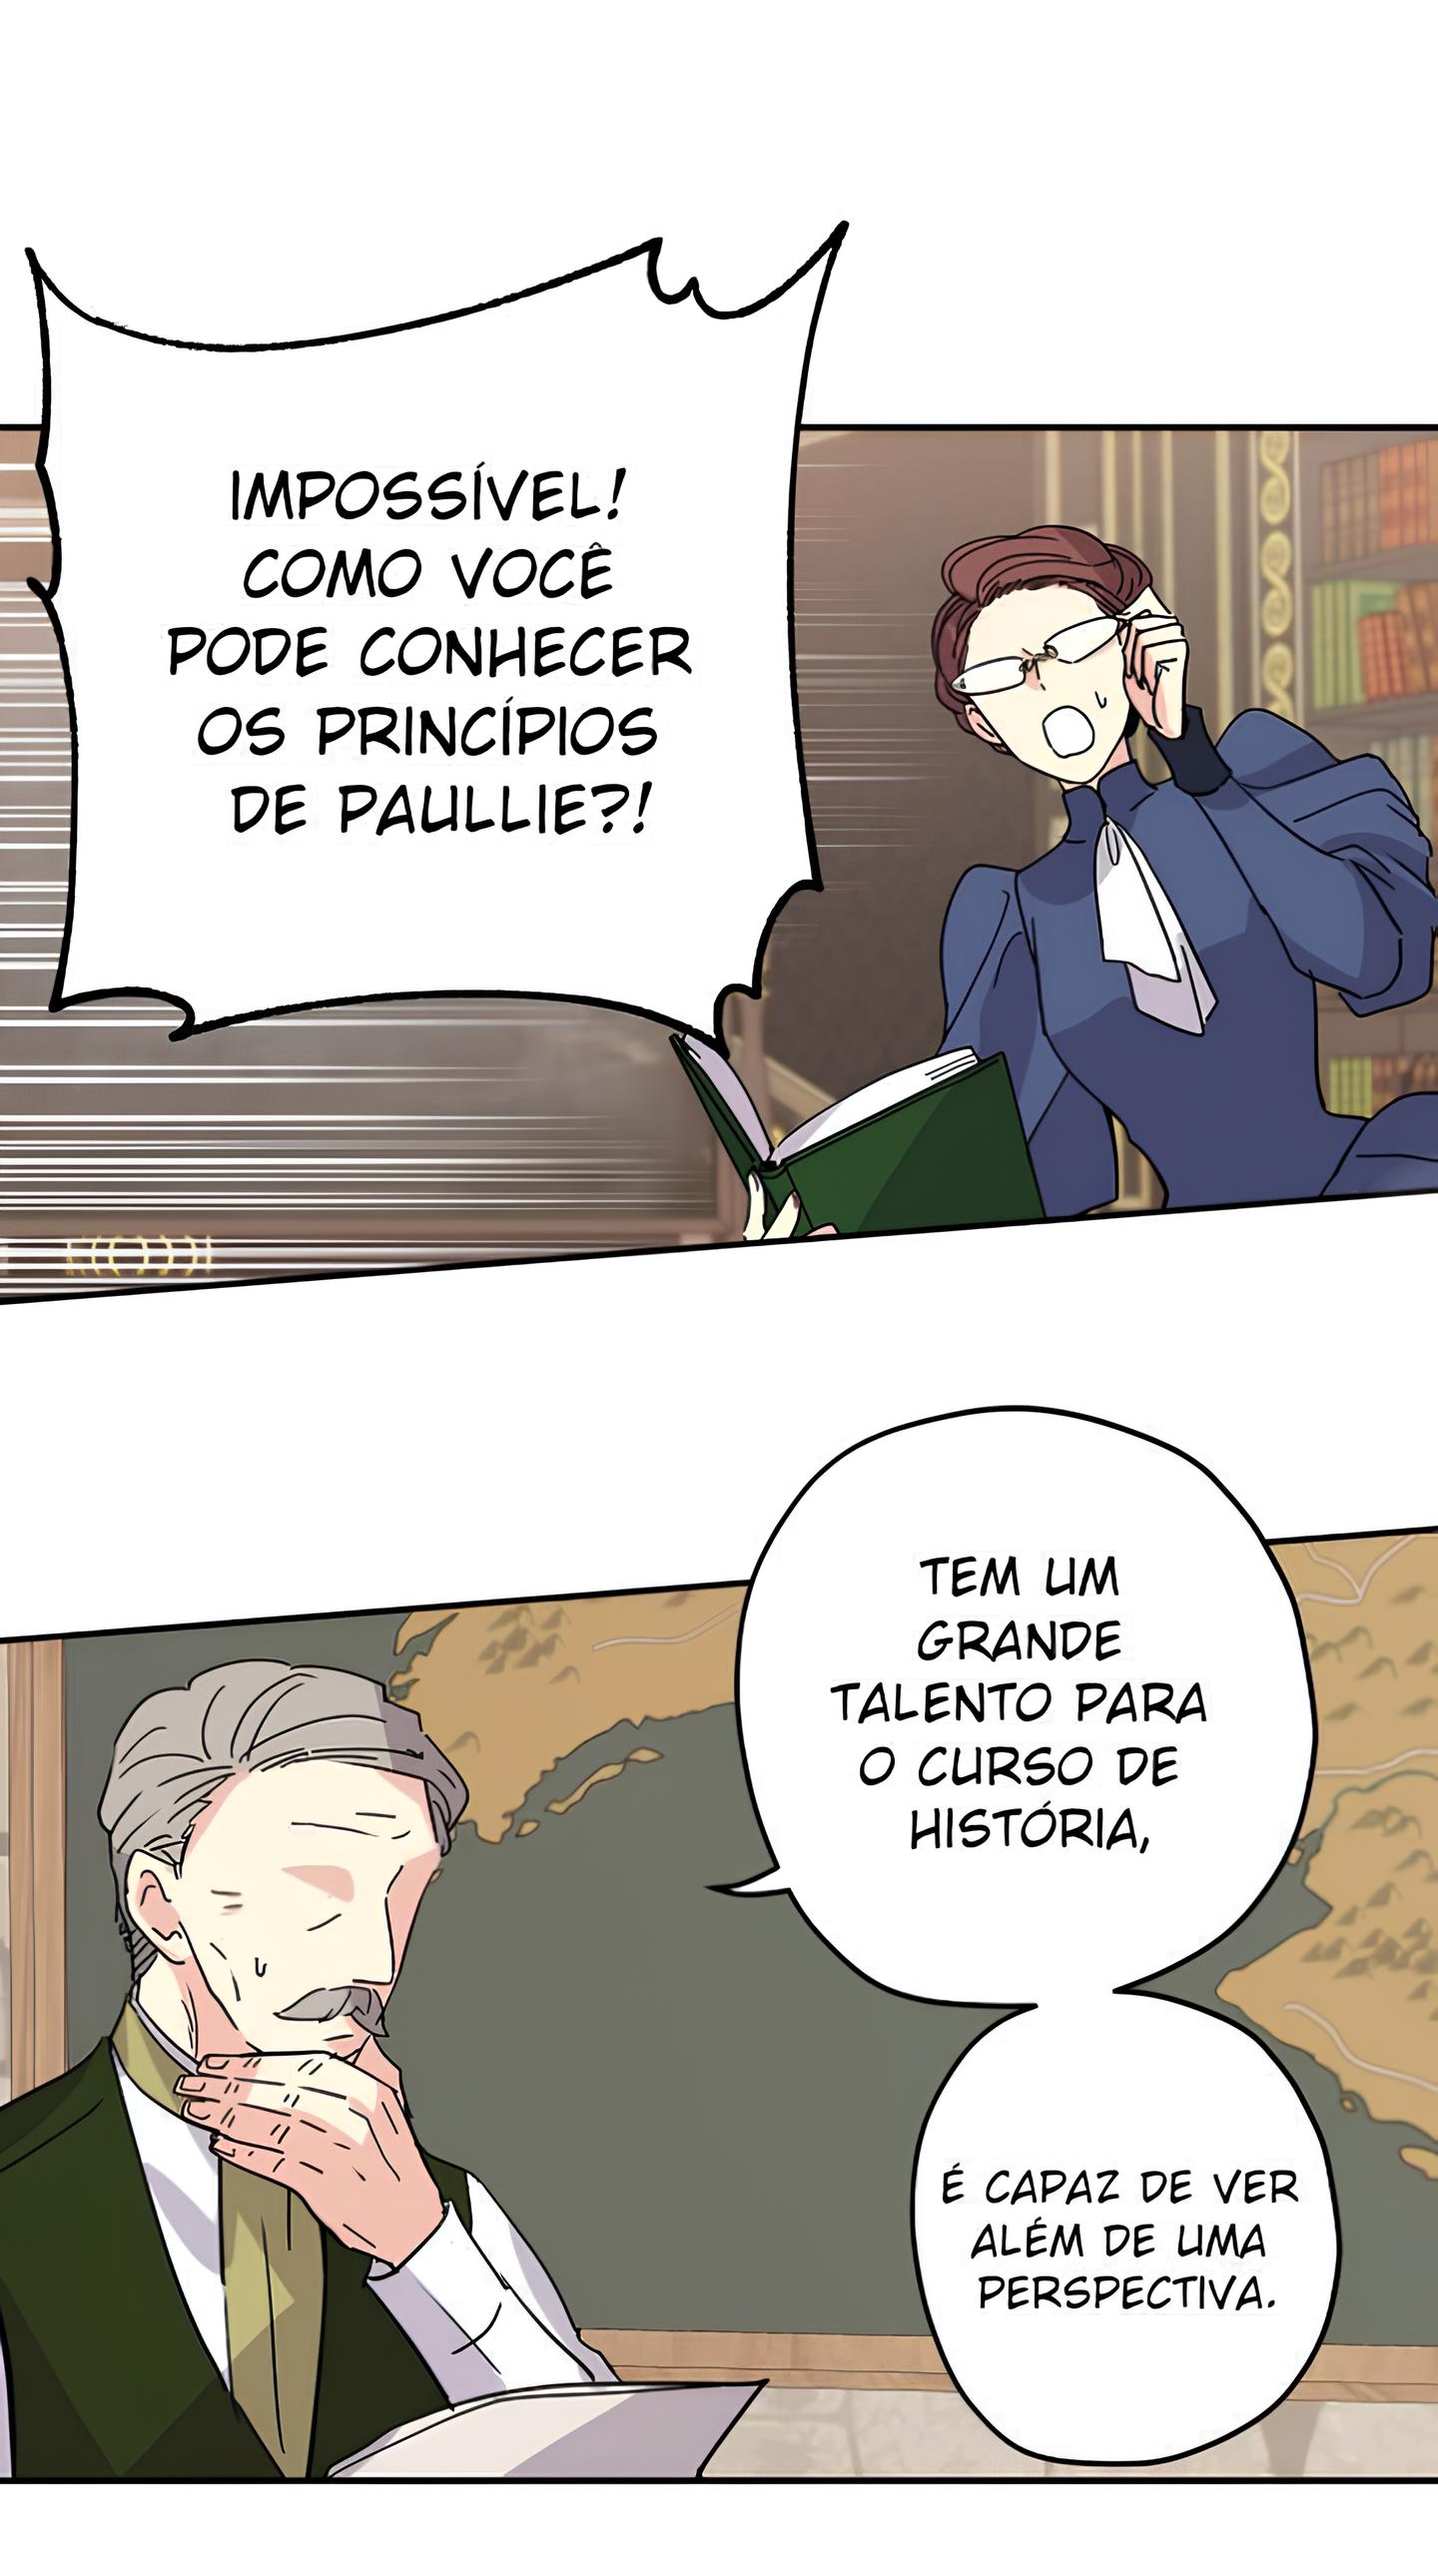 IMPOSSÍVEL!
COMO VOCÊ
PODE CONHECER
OS PRINCÍPIOS
DE PAULLIE?!
TEM UM
GRANDE
TALENTO PARA
O CURSO DE
HISTÓRIA,
É CAPAZ DE VER
ALÉM DE UMA
PERSPECTIVA.